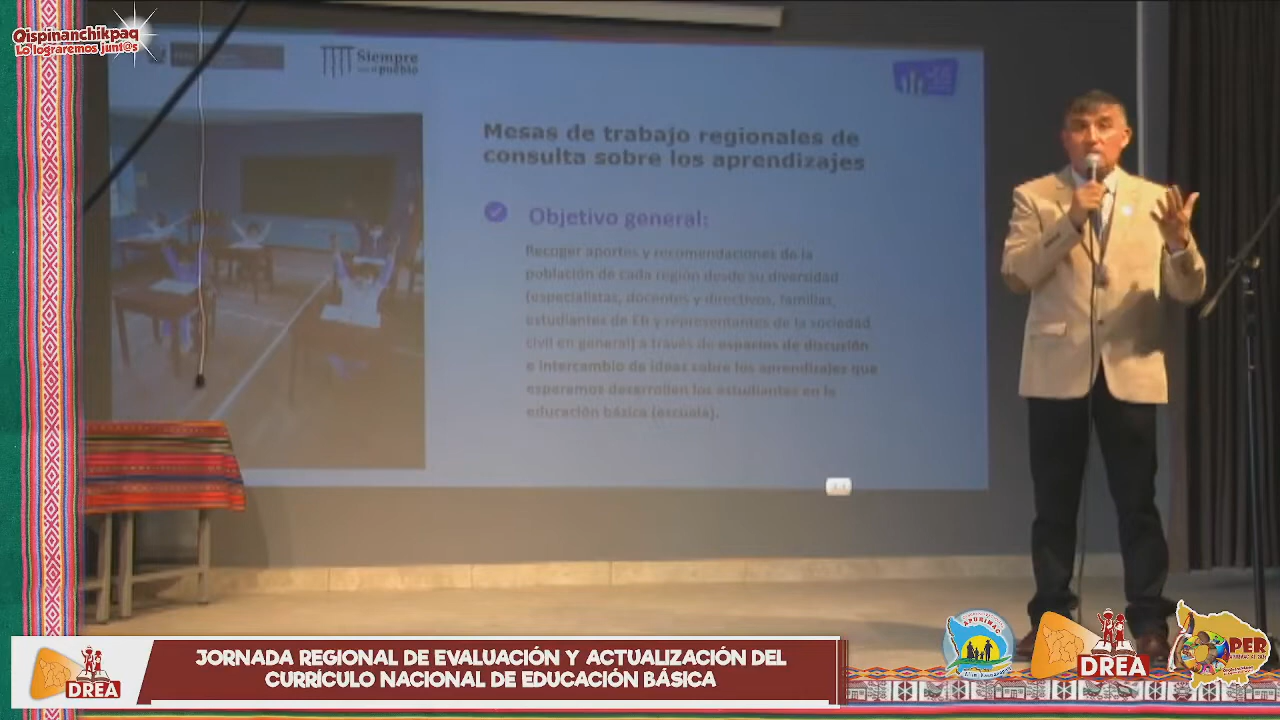 Qispinanchikpaq
Lo lograremos junt@s
Siempre
con el pueblo
Mesas de trabajo regionales de
consulta sobre los aprendizajes
Objetivo general:
Recoger aportes y recomendaciones de la
población de cada región desde su diversidad
(especialistas, docentes y directivos, familias,
estudiantes de EB y representantes de la sociedad
civil en general) a través de espacios de discusión
e intercambio de ideas sobre los aprendizajes que
esperamos desarrollen los estudiantes en la
educación básica (escuela).
DREA
JORNADA REGIONAL DE EVALUACIÓN Y ACTUALIZACIÓN DEL
CURRÍCULO NACIONAL DE EDUCACIÓN BÁSICA
APURIMAC
DREA
PER